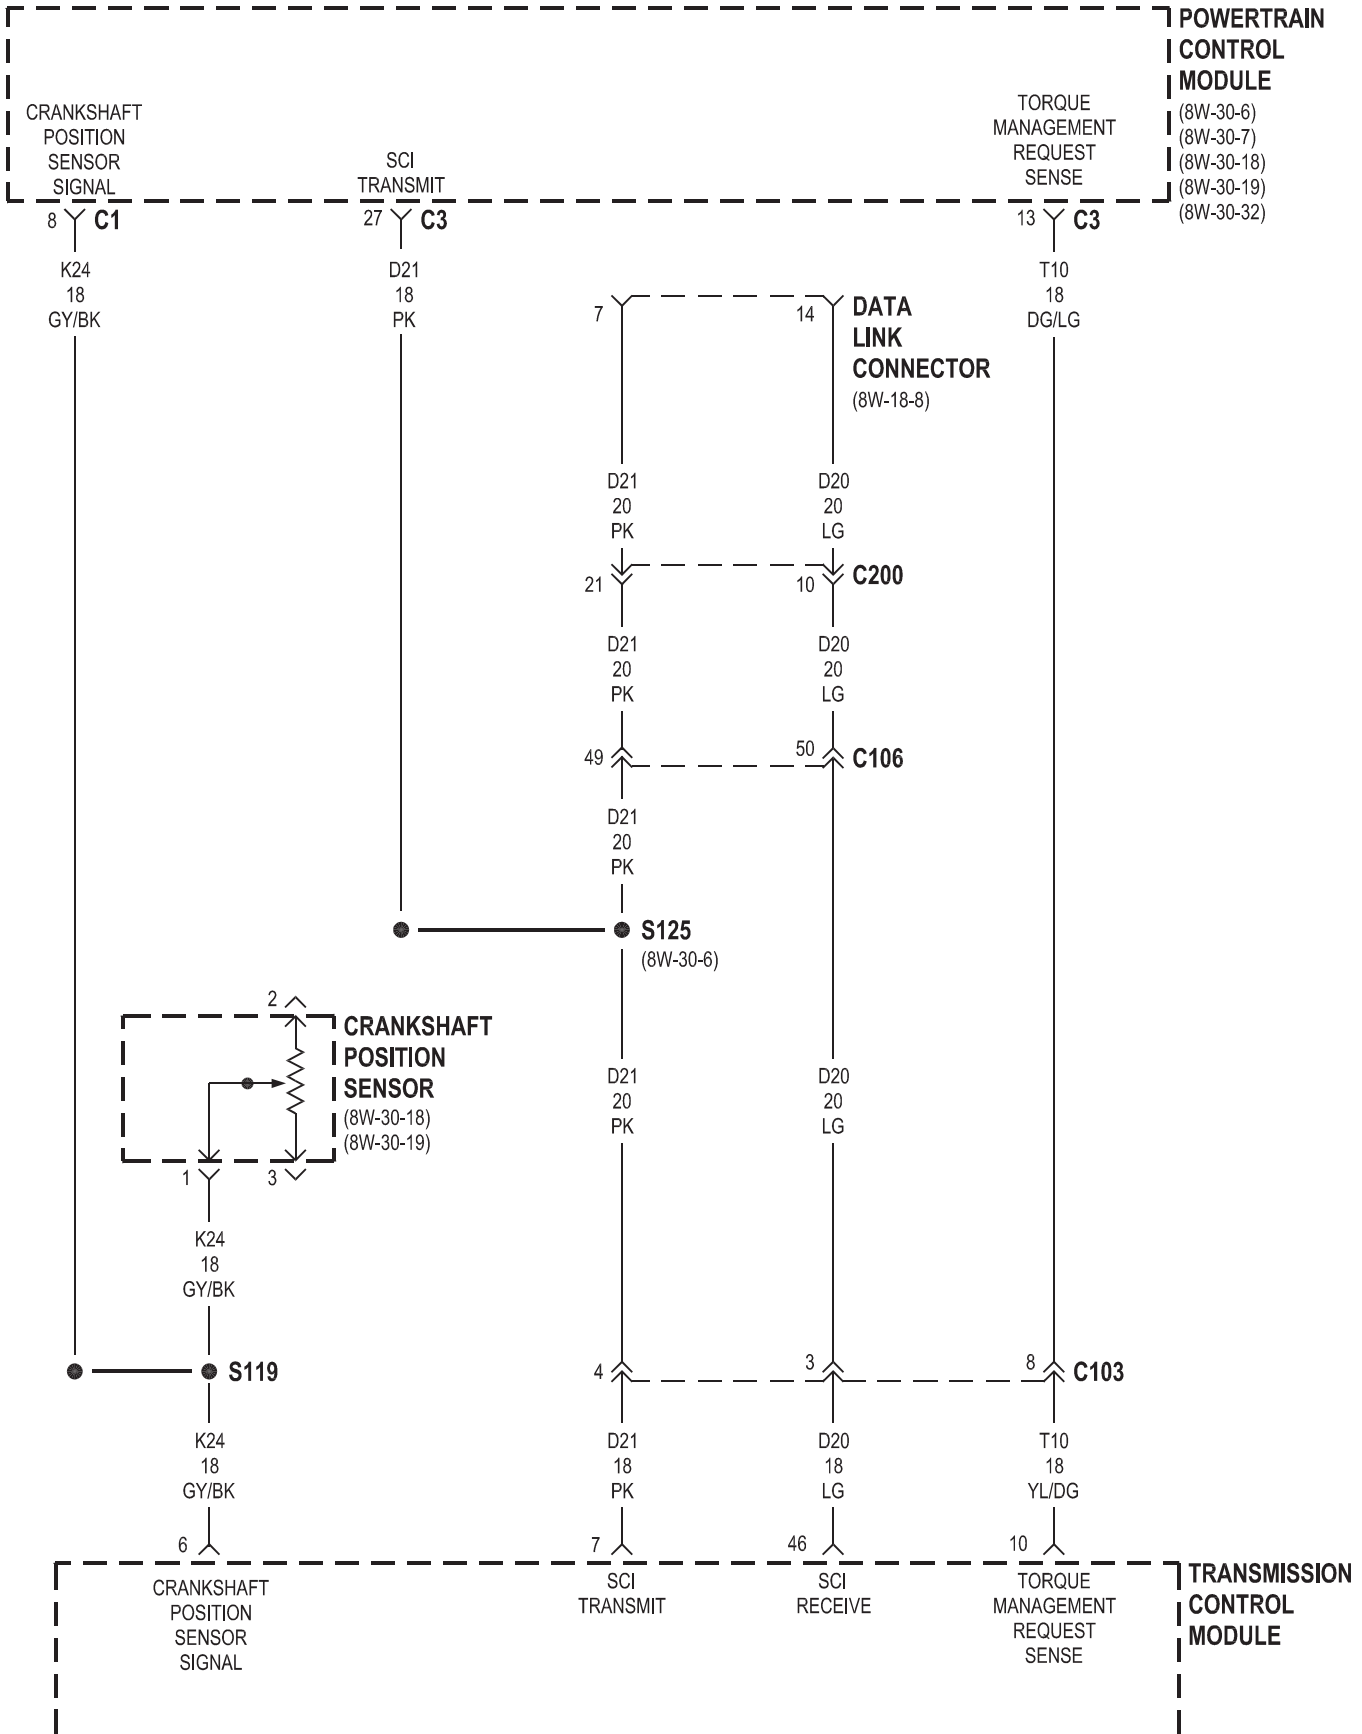 POWERTRAIN
CONTROL
MODULE
(8W-30-6)
(8W-30-7)
(8W-30-18)
(8W-30-19)
(8W-30-32)
CRANKSHAFT
POSITION
SENSOR
SIGNAL
SCI
TRANSMIT
TORQUE
MANAGEMENT
REQUEST
SENSE
8 C1
27 C3
13 C3
K24
18
GY/BK
D21
18
PK
T10
18
DG/LG
7
14
DATA
LINK
CONNECTOR
(8W-18-8)
D21
20
PK
D20
20
LG
21
10
C200
D21
20
PK
D20
20
LG
49
50
C106
D21
20
PK
S125
(8W-30-6)
2
CRANKSHAFT
POSITION
SENSOR
(8W-30-18)
(8W-30-19)
1
3
D21
20
PK
D20
20
LG
K24
18
GY/BK
S119
4
3
8
C103
K24
18
GY/BK
D21
18
PK
D20
18
LG
T10
18
YL/DG
6
7
46
10
CRANKSHAFT
POSITION
SENSOR
SIGNAL
SCI
TRANSMIT
SCI
RECEIVE
TORQUE
MANAGEMENT
REQUEST
SENSE
TRANSMISSION
CONTROL
MODULE